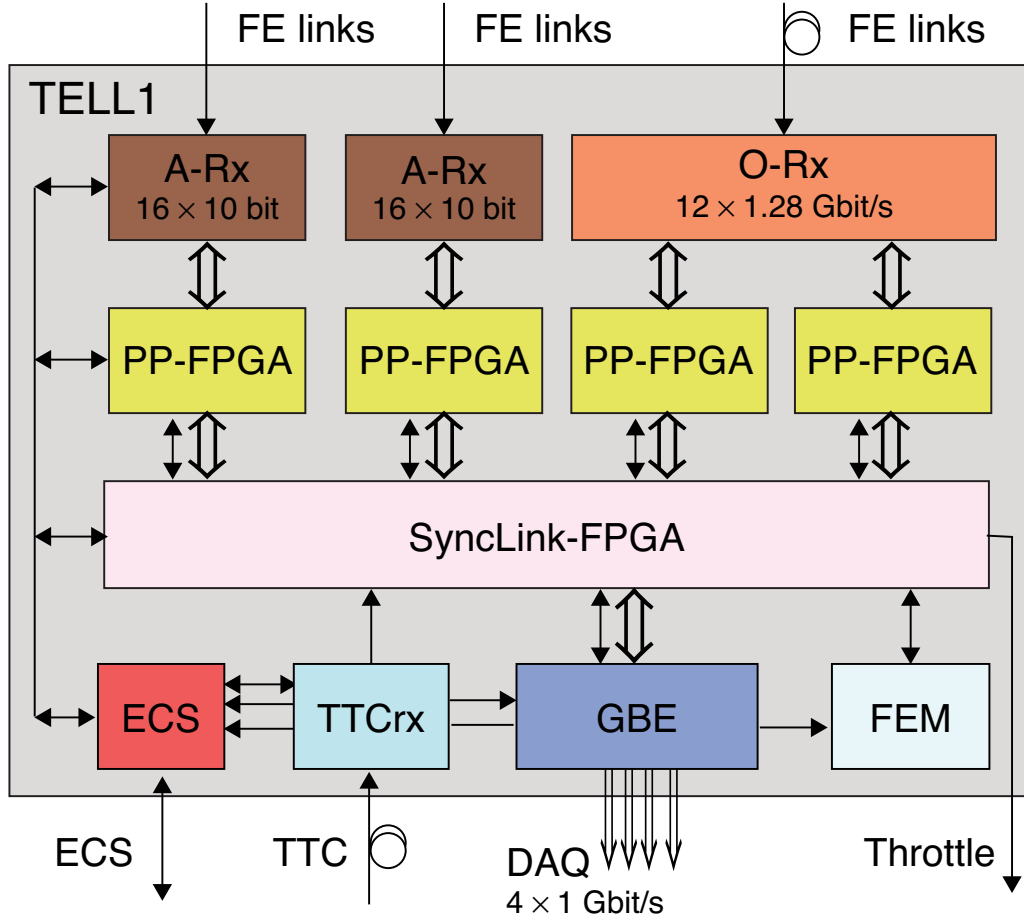 FE links
FE links
FE links
TELL1
A-Rx
16 × 10 bit
A-Rx
16 × 10 bit
O-Rx
12 × 1.28 Gbit/s
PP-FPGA
PP-FPGA
PP-FPGA
PP-FPGA
SyncLink-FPGA
ECS
TTCrx
GBE
FEM
ECS
TTC
DAQ
4 × 1 Gbit/s
Throttle